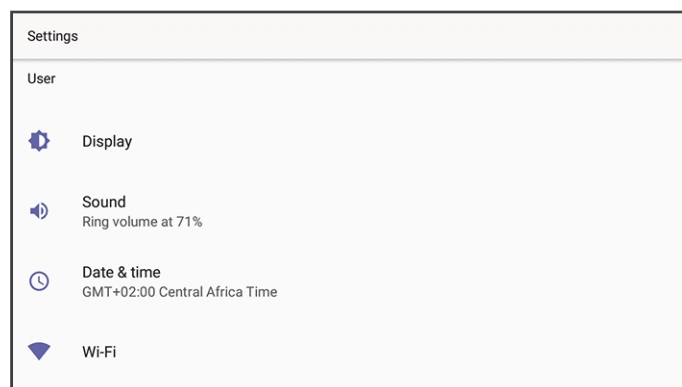 Settings
User
Display
Sound
Ring volume at 71%
Date & time
GMT+02:00 Central Africa Time
Wi-Fi